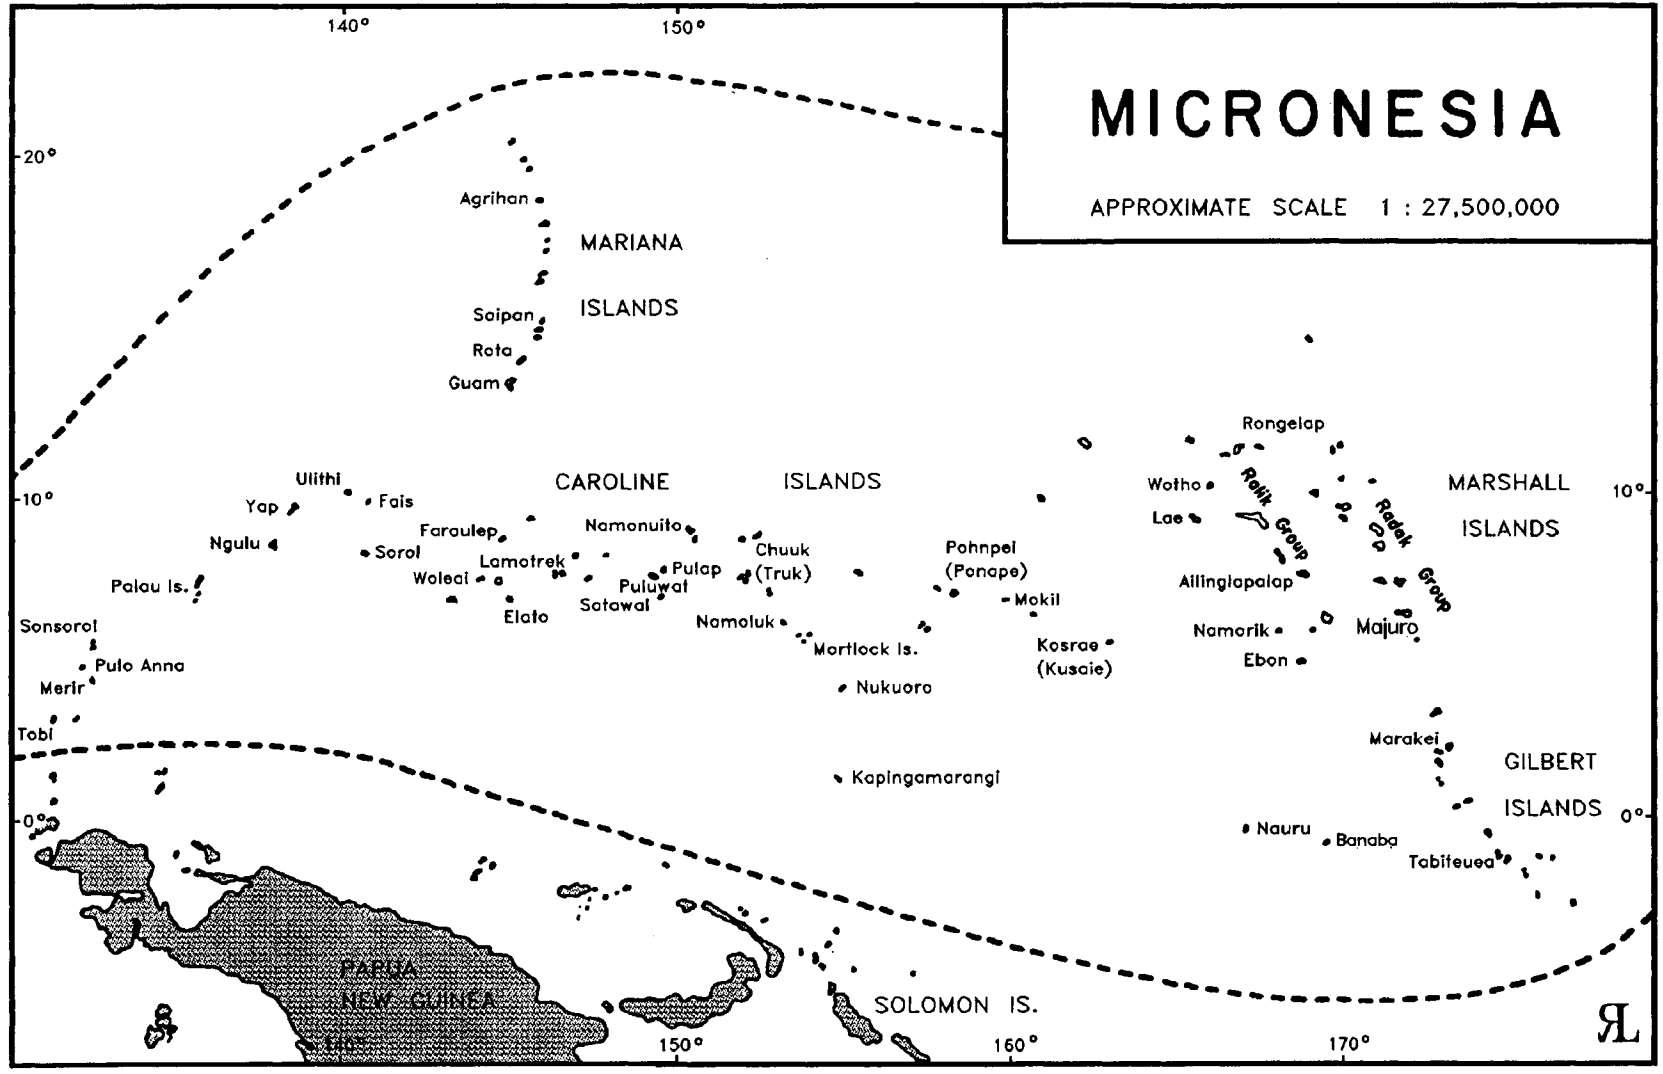 140°
150°
MICRONESIA
APPROXIMATE SCALE 1 : 27,500,000
20°
Agrihan
MARIANA
ISLANDS
Saipan
Rota
Guam
Rongelap
Ulithi
CAROLINE ISLANDS
Wotho
Ralik
MARSHALL
10°
10°
Yap
Fais
Lae
Group
Radak
ISLANDS
Faraulep
Namonuito
Ngulu
Sorol
Lamotrek
Chuuk
(Truk)
Pohnpei
(Ponape)
Palau Is.
Woleai
Pulap
Puluwat
Ailinglapalap
Group
Satawal
Mokil
Elato
Namoluk
Namorik
Majuro
Sonsorol
Mortlock Is.
Kosrae
(Kusaie)
Ebon
Pulo Anna
Merir
Nukuoro
Tobi
Marakei
GILBERT
ISLANDS
Kapingamarangi
0°
0°
Nauru
Banaba
Tabiteuea
PAPUA
NEW GUINEA
SOLOMON IS.
RL
140°
150°
160°
170°